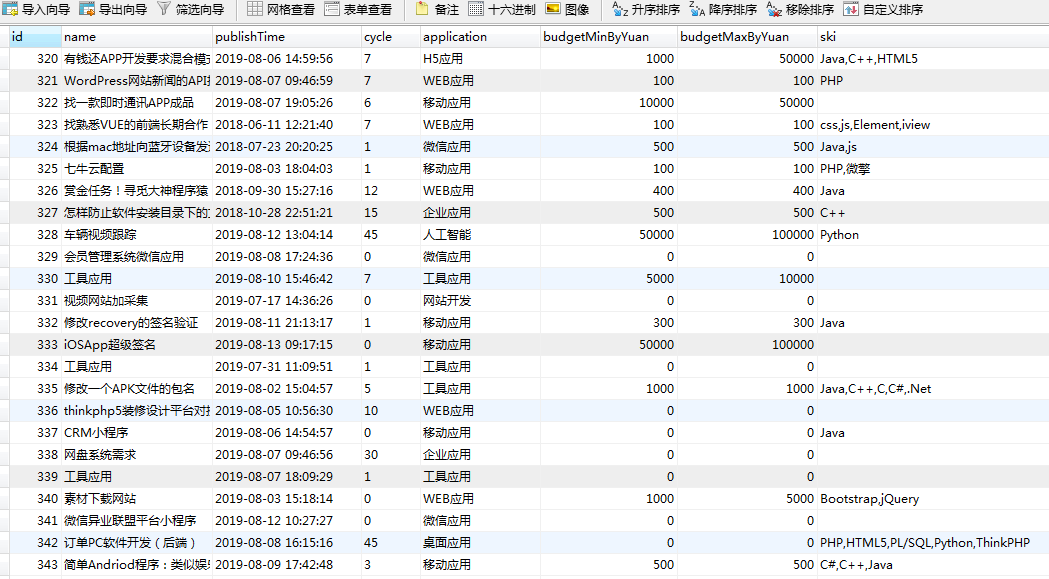 导入向导 导出向导 筛选向导 网格查看 表单查看 备注 十六进制 图像 升序排序 降序排序 移除排序 自定义排序
id name publishTime cycle application budgetMinByYuan budgetMaxByYuan ski
320 有钱还APP开发要求混合模 2019-08-06 14:59:56 7 H5应用 1000 50000 Java,C++,HTML5
321 WordPress网站新闻的API 2019-08-07 09:46:59 7 WEB应用 100 100 PHP
322 找一款即时通讯APP成品 2019-08-07 19:05:26 6 移动应用 10000 50000
323 找熟悉VUE的前端长期合作 2018-06-11 12:21:40 7 WEB应用 100 100 css,js,Element,iview
324 根据mac地址向蓝牙设备发 2018-07-23 20:20:25 1 微信应用 500 500 Java,js
325 七牛云配置 2019-08-03 18:04:03 1 移动应用 100 100 PHP,微擎
326 赏金任务！寻觅大神程序猿 2018-09-30 15:27:16 12 WEB应用 400 400 Java
327 怎样防止软件安装目录下的 2018-10-28 22:51:21 15 企业应用 500 500 C++
328 车辆视频跟踪 2019-08-12 13:04:14 45 人工智能 50000 100000 Python
329 会员管理系统微信应用 2019-08-08 17:24:36 0 微信应用 0 0
330 工具应用 2019-08-10 15:46:42 7 工具应用 5000 10000
331 视频网站加采集 2019-07-17 14:36:26 0 网站开发 0 0
332 修改recovery的签名验证 2019-08-11 21:13:17 1 移动应用 300 300 Java
333 iOSApp超级签名 2019-08-13 09:17:15 0 移动应用 50000 100000
334 工具应用 2019-07-31 11:09:51 1 工具应用 0 0
335 修改一个APK文件的包名 2019-08-02 15:04:57 5 工具应用 1000 1000 Java,C++,C,C#,.Net
336 thinkphp5装修设计平台对 2019-08-05 10:56:30 10 WEB应用 0 0
337 CRM小程序 2019-08-06 14:54:57 0 移动应用 0 0 Java
338 网盘系统需求 2019-08-07 09:46:56 30 企业应用 0 0
339 工具应用 2019-08-07 18:09:29 1 工具应用 0 0
340 素材下载网站 2019-08-03 15:18:14 0 WEB应用 1000 5000 Bootstrap,jQuery
341 微信异业联盟平台小程序 2019-08-12 10:27:27 0 微信应用 0 0
342 订单PC软件开发（后端） 2019-08-08 16:15:16 45 桌面应用 0 0 PHP,HTML5,PL/SQL,Python,ThinkPHP
343 简单Andriod程序：类似娱 2019-08-09 17:42:48 3 移动应用 500 500 C#,C++,Java